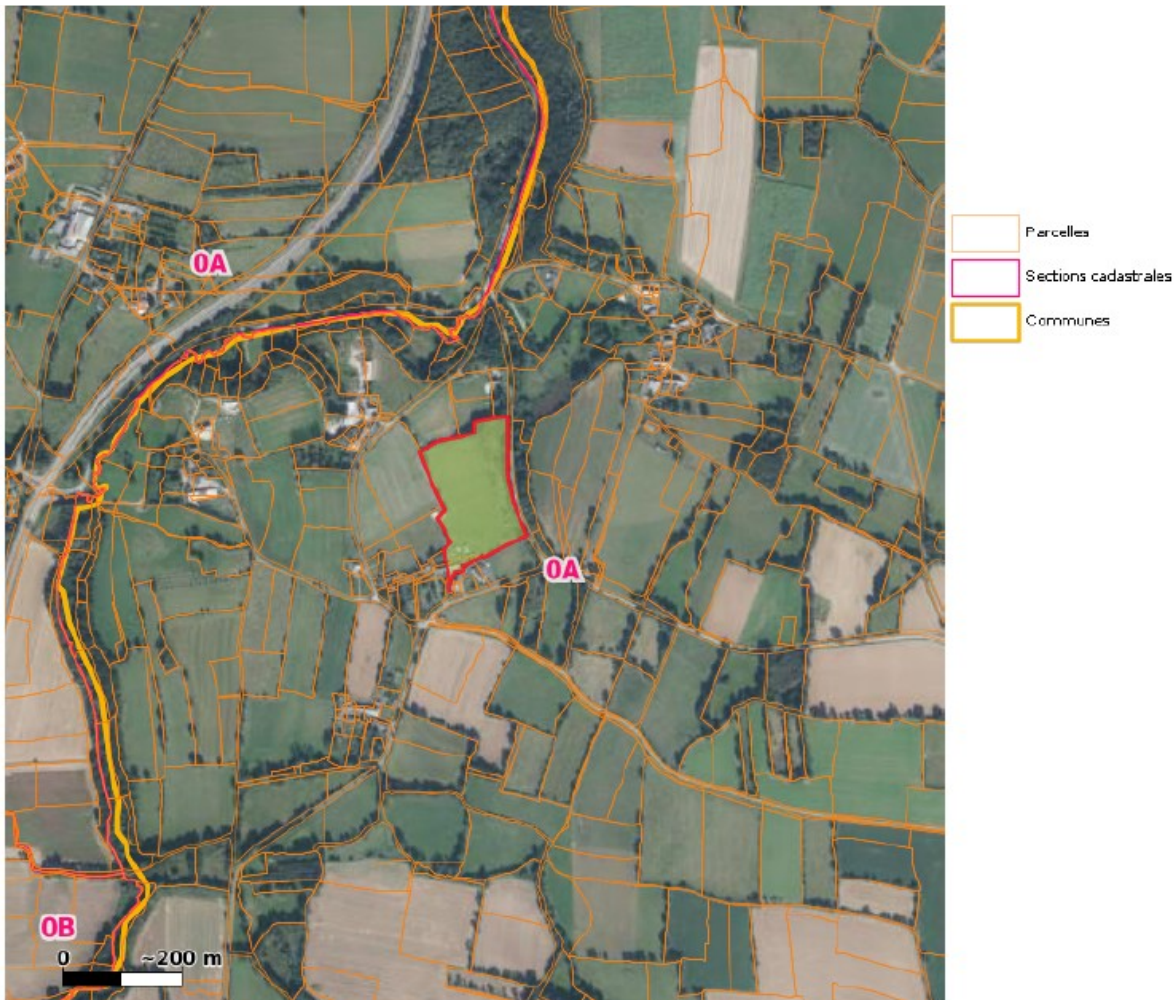 0A
Parcelles
Sections cadastrales
Communes
0A
0B
0 ~200 m